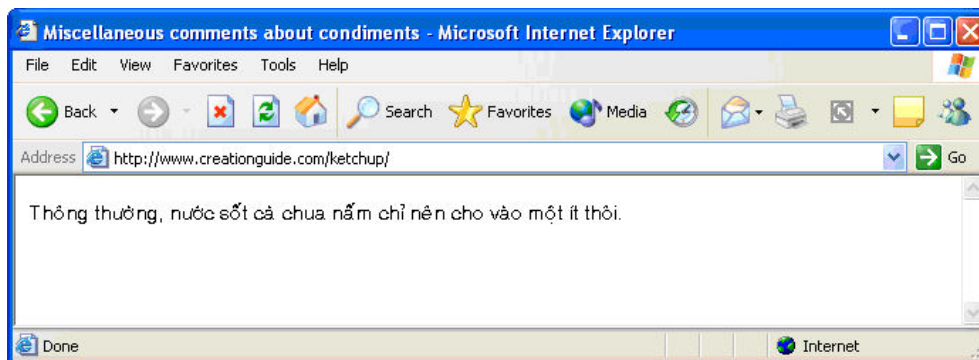 Miscellaneous comments about condiments - Microsoft Internet Explorer
File Edit View Favorites Tools Help
Back Search Favorites Media
Address http://www.creationguide.com/ketchup/ Go
Thông thường, nước sốt cà chua nấm chỉ nên cho vào một ít thôi.
Done Internet